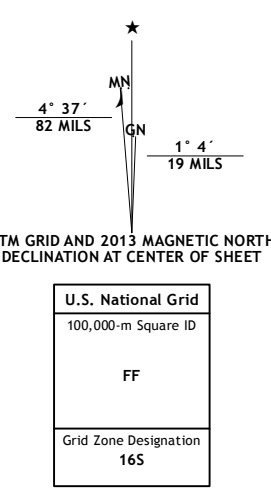 MN
4° 37´
82 MILS
GN
1° 4´
19 MILS
TM GRID AND 2013 MAGNETIC NORTH
DECLINATION AT CENTER OF SHEET
U.S. National Grid
100,000-m Square ID
FF
Grid Zone Designation
16S